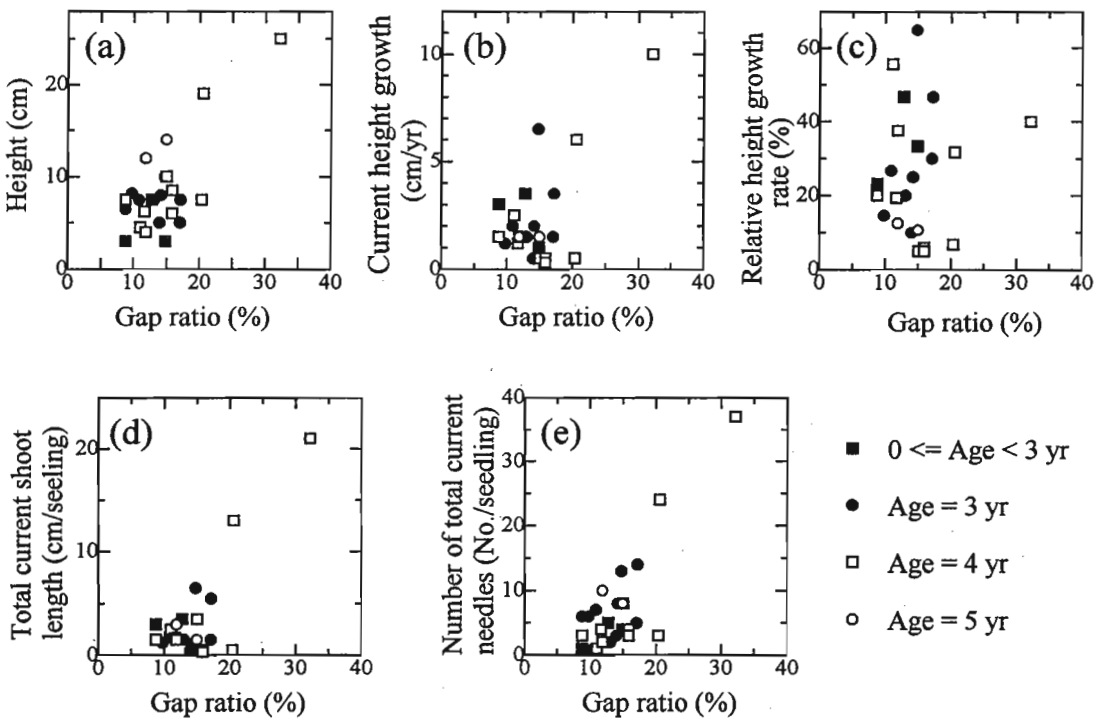 (a)
Height (cm)
20
10
0
0 10 20 30 40
Gap ratio (%)
(b)
Current height growth
(cm/yr)
10
5
0
0 10 20 30 40
Gap ratio (%)
(c)
Relative height growth
rate (%)
60
40
20
0
0 10 20 30 40
Gap ratio (%)
(d)
Total current shoot
length (cm/seeling)
20
10
0
0 10 20 30 40
Gap ratio (%)
(e)
Number of total current
needles (No./seedling)
40
30
20
10
0
0 10 20 30 40
Gap ratio (%)
0 <= Age < 3 yr
Age = 3 yr
Age = 4 yr
Age = 5 yr